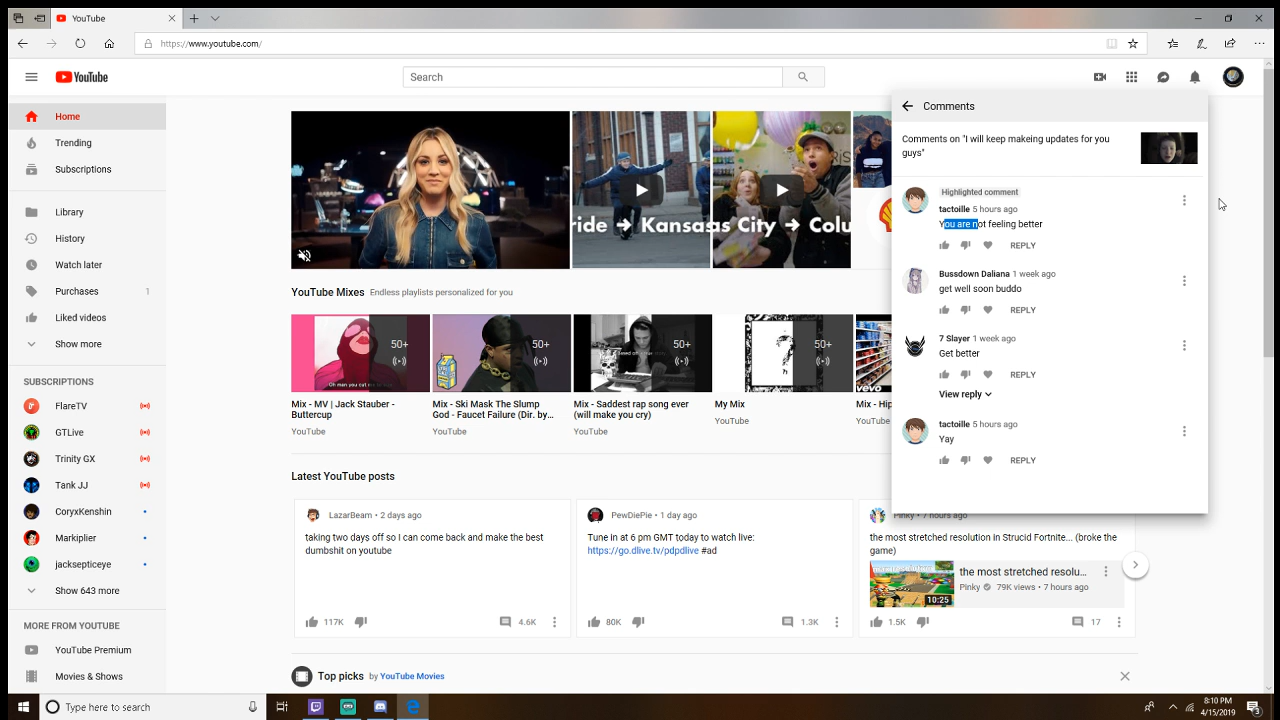 YouTube
https://www.youtube.com/
YouTube
Search
Home
Trending
Subscriptions
Library
History
Watch later
Purchases 1
Liked videos
Show more
SUBSCRIPTIONS
FlareTV
GTLive
Trinity GX
Tank JJ
CoryxKenshin
Markiplier
jacksepticeye
Show 643 more
MORE FROM YOUTUBE
YouTube Premium
Movies & Shows
ride → Kansas City → Colu
YouTube Mixes Endless playlists personalized for you
50+
50+
50+
50+
Oh man you cut me
vevo
Mix - MV | Jack Stauber -
Buttercup
YouTube
Mix - Ski Mask The Slump
God - Faucet Failure (Dir. by...
YouTube
Mix - Saddest rap song ever
(will make you cry)
YouTube
My Mix
YouTube
Mix - Hip
YouTube
Latest YouTube posts
LazarBeam • 2 days ago
taking two days off so I can come back and make the best
dumbshit on youtube
117K 4.6K
PewDiePie • 1 day ago
Tune in at 6 pm GMT today to watch live:
https://go.dlive.tv/pdpdlive #ad
80K 1.3K
Pinky • 7 hours ago
the most stretched resolution in Strucid Fortnite... (broke the
game)
10:25
the most stretched resolu...
Pinky 79K views • 7 hours ago
1.5K 17
Top picks by YouTube Movies
Comments
Comments on "I will keep makeing updates for you
guys"
Highlighted comment
tactoille 5 hours ago
You are not feeling better
REPLY
Bussdown Daliana 1 week ago
get well soon buddo
REPLY
7 Slayer 1 week ago
Get better
REPLY
View reply
tactoille 5 hours ago
Yay
REPLY
Type here to search
8:10 PM
4/15/2019
3